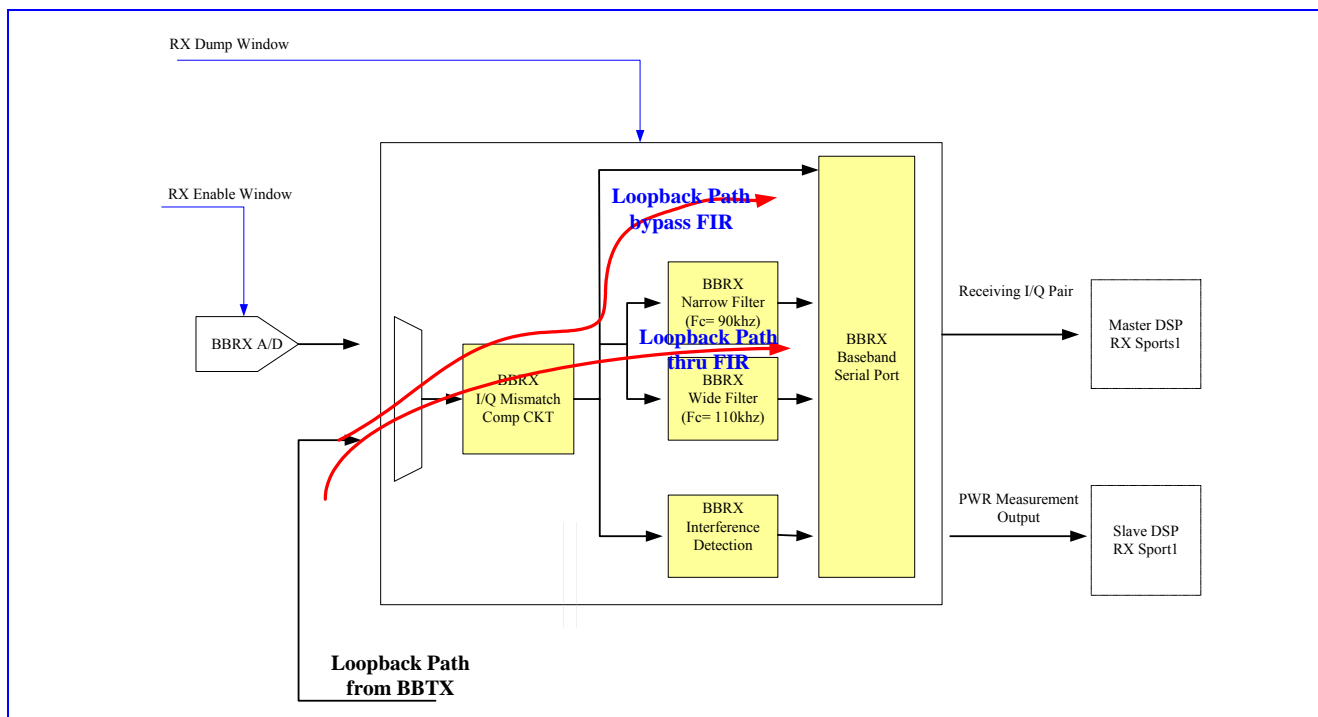 RX Dump Window
RX Enable Window
BBRX A/D
Loopback Path
bypass FIR
BBRX
Narrow Filter
(Fc= 90khz)
Loopback Path
thru FIR
BBRX
I/Q Mismatch
Comp CKT
BBRX
Wide Filter
(Fc= 110khz)
BBRX
Interference
Detection
BBRX
Baseband
Serial Port
Receiving I/Q Pair
Master DSP
RX Sports1
PWR Measurement
Output
Slave DSP
RX Sport1
Loopback Path
from BBTX